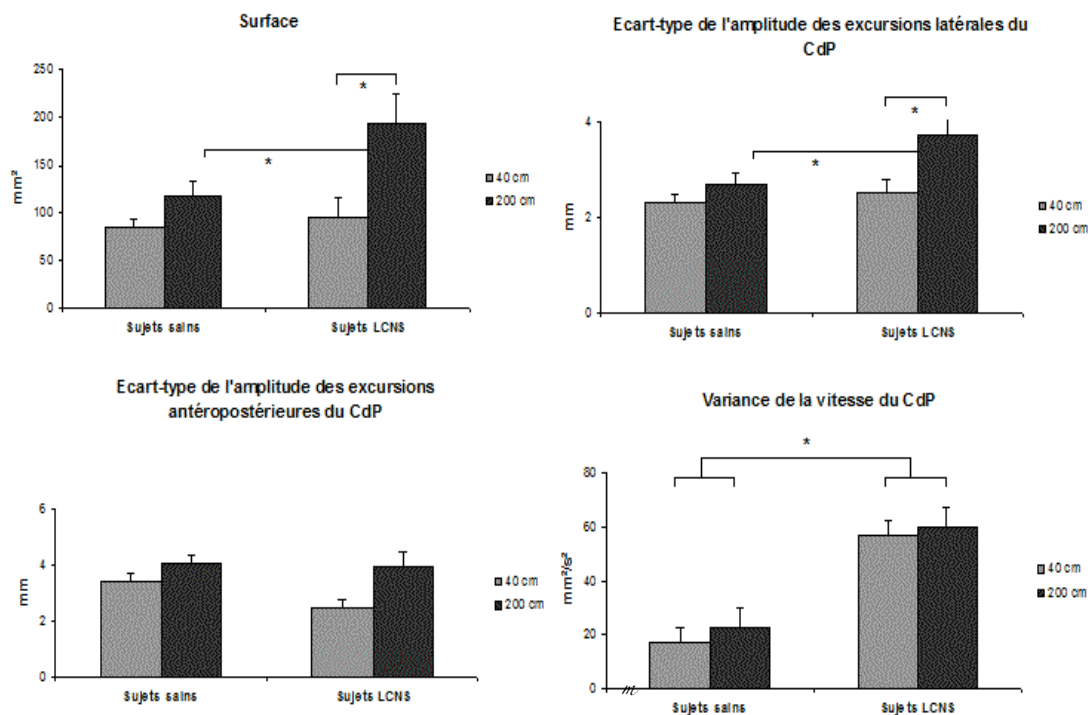 Surface
250
200
150
100
50
0
mm²
*
*
Sujets sains
Sujets LCNS
40 cm
200 cm
Ecart-type de l'amplitude des excursions latérales du
CdP
4
2
0
mm
*
*
Sujets sains
Sujets LCNS
40 cm
200 cm
Ecart-type de l'amplitude des excursions
antéropostérieures du CdP
6
4
2
0
mm
Sujets sains
Sujets LCNS
40 cm
200 cm
Variance de la vitesse du CdP
80
60
40
20
0
mm²/s²
*
m
Sujets sains
Sujets LCNS
40 cm
200 cm